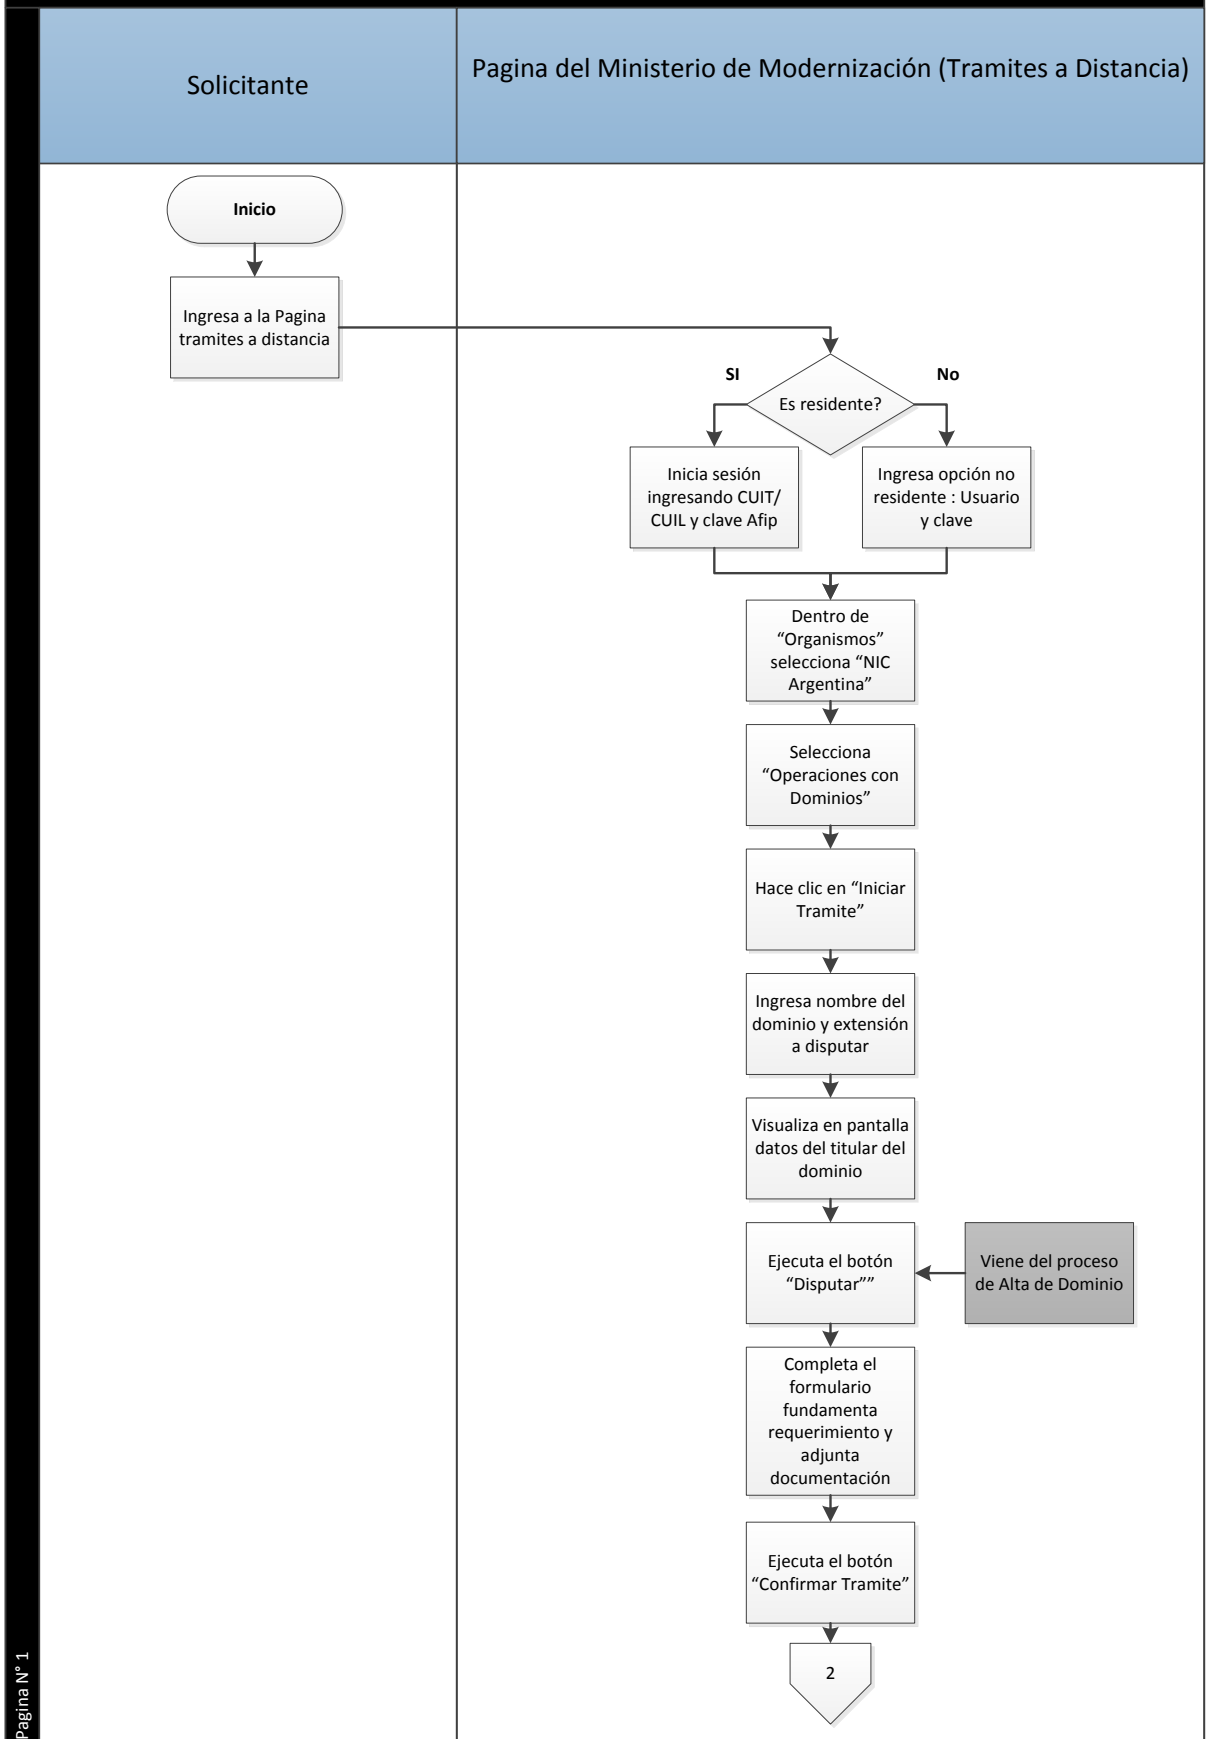 Solicitante
Pagina del Ministerio de Modernización (Tramites a Distancia)
Inicio
Ingresa a la Pagina
tramites a distancia
SI
No
Es residente?
Inicia sesión
ingresando CUIT/
CUIL y clave Afip
Ingresa opción no
residente : Usuario
y clave
Dentro de
“Organismos”
selecciona “NIC
Argentina”
Selecciona
“Operaciones con
Dominios”
Hace clic en “Iniciar
Tramite”
Ingresa nombre del
dominio y extensión
a disputar
Visualiza en pantalla
datos del titular del
dominio
Ejecuta el botón
“Disputar””
Viene del proceso
de Alta de Dominio
Completa el
formulario
fundamenta
requerimiento y
adjunta
documentación
Ejecuta el botón
“Confirmar Tramite”
2
Pagina N° 1